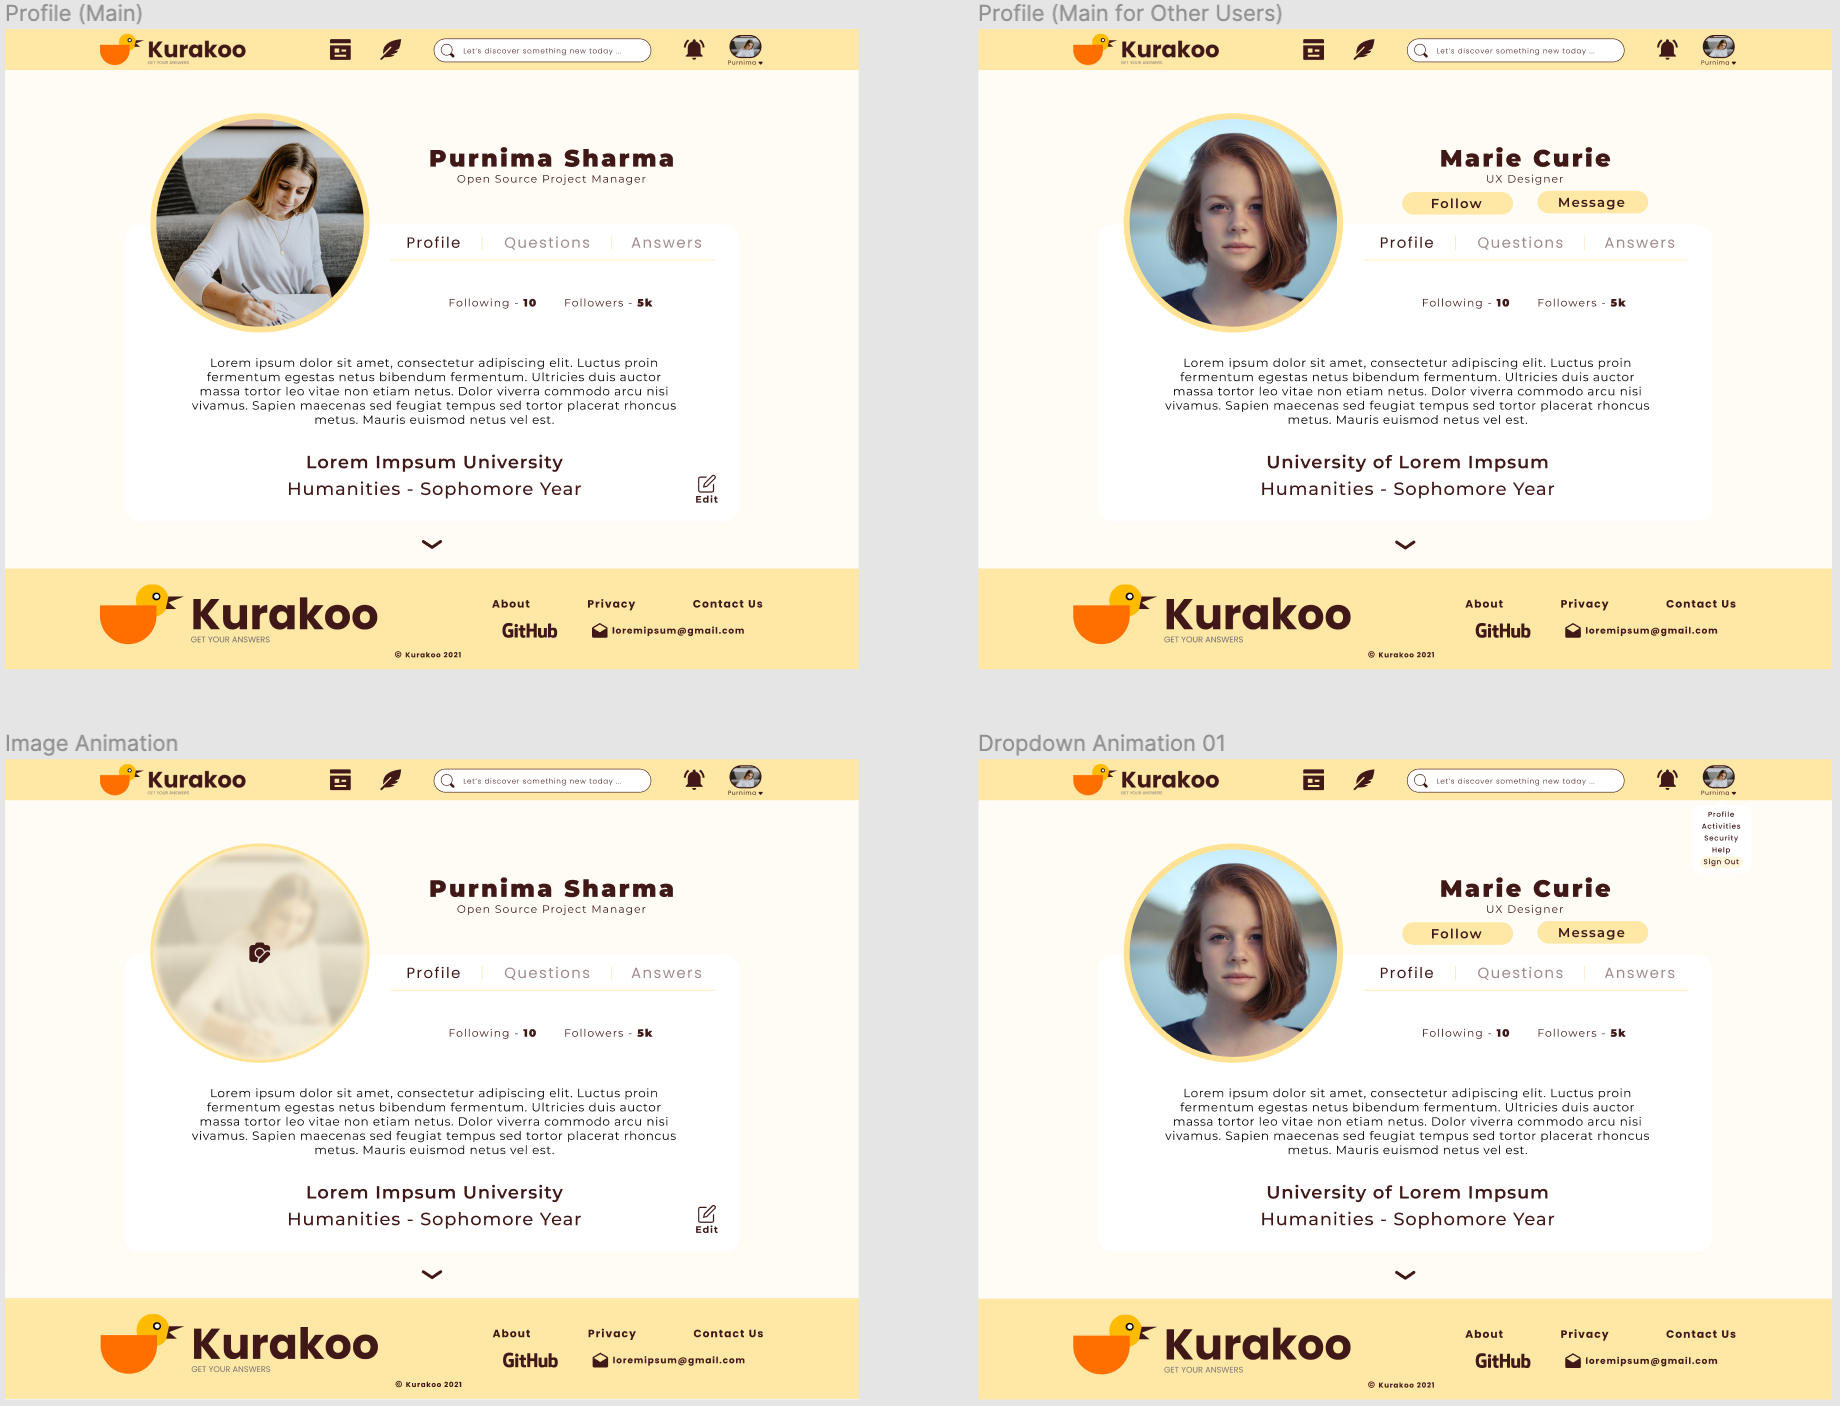 Profile (Main)
Kurakoo
GET YOUR ANSWERS
Let's discover something new today ...
Purnima
Purnima Sharma
Open Source Project Manager
Profile
Questions
Answers
Following - 10
Followers - 5k
Lorem ipsum dolor sit amet, consectetur adipiscing elit. Luctus proin
fermentum egestas netus bibendum fermentum. Ultricies duis auctor
massa tortor leo vitae non etiam netus. Dolor viverra commodo arcu nisi
vivamus. Sapien maecenas sed feugiat tempus sed tortor placerat rhoncus
metus. Mauris euismod netus vel est.
Lorem Impsum University
Humanities - Sophomore Year
Edit
Kurakoo
GET YOUR ANSWERS
About
Privacy
Contact Us
GitHub
loremipsum@gmail.com
© Kurakoo 2021
Profile (Main for Other Users)
Kurakoo
GET YOUR ANSWERS
Let's discover something new today ...
Purnima
Marie Curie
UX Designer
Follow
Message
Profile
Questions
Answers
Following - 10
Followers - 5k
Lorem ipsum dolor sit amet, consectetur adipiscing elit. Luctus proin
fermentum egestas netus bibendum fermentum. Ultricies duis auctor
massa tortor leo vitae non etiam netus. Dolor viverra commodo arcu nisi
vivamus. Sapien maecenas sed feugiat tempus sed tortor placerat rhoncus
metus. Mauris euismod netus vel est.
University of Lorem Impsum
Humanities - Sophomore Year
Kurakoo
GET YOUR ANSWERS
About
Privacy
Contact Us
GitHub
loremipsum@gmail.com
© Kurakoo 2021
Image Animation
Kurakoo
GET YOUR ANSWERS
Let's discover something new today ...
Purnima
Purnima Sharma
Open Source Project Manager
Profile
Questions
Answers
Following - 10
Followers - 5k
Lorem ipsum dolor sit amet, consectetur adipiscing elit. Luctus proin
fermentum egestas netus bibendum fermentum. Ultricies duis auctor
massa tortor leo vitae non etiam netus. Dolor viverra commodo arcu nisi
vivamus. Sapien maecenas sed feugiat tempus sed tortor placerat rhoncus
metus. Mauris euismod netus vel est.
Lorem Impsum University
Humanities - Sophomore Year
Edit
Kurakoo
GET YOUR ANSWERS
About
Privacy
Contact Us
GitHub
loremipsum@gmail.com
© Kurakoo 2021
Dropdown Animation 01
Kurakoo
GET YOUR ANSWERS
Let's discover something new today ...
Purnima
Profile
Activities
Security
Help
Sign Out
Marie Curie
UX Designer
Follow
Message
Profile
Questions
Answers
Following - 10
Followers - 5k
Lorem ipsum dolor sit amet, consectetur adipiscing elit. Luctus proin
fermentum egestas netus bibendum fermentum. Ultricies duis auctor
massa tortor leo vitae non etiam netus. Dolor viverra commodo arcu nisi
vivamus. Sapien maecenas sed feugiat tempus sed tortor placerat rhoncus
metus. Mauris euismod netus vel est.
University of Lorem Impsum
Humanities - Sophomore Year
Kurakoo
GET YOUR ANSWERS
About
Privacy
Contact Us
GitHub
loremipsum@gmail.com
© Kurakoo 2021